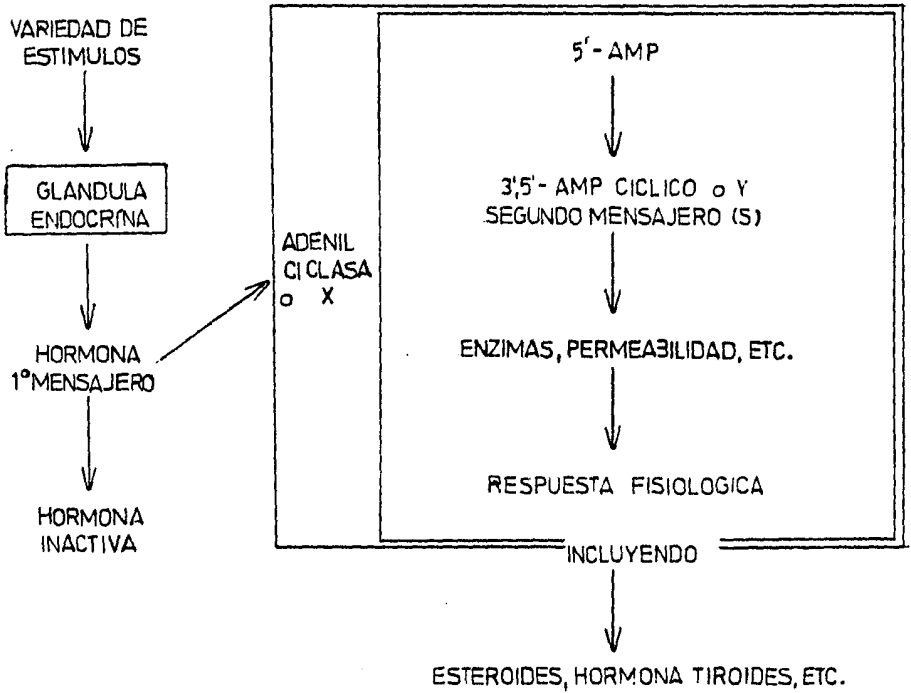 VARIEDAD DE
ESTIMULOS
GLANDULA
ENDOCRINA
HORMONA
1º MENSAJERO
HORMONA
INACTIVA
ADENIL
CICLASA
o X
5'-AMP
3',5'-AMP CICLICO o Y
SEGUNDO MENSAJERO (S)
ENZIMAS, PERMEABILIDAD, ETC.
RESPUESTA FISIOLOGICA
INCLUYENDO
ESTEROIDES, HORMONA TIROIDES, ETC.